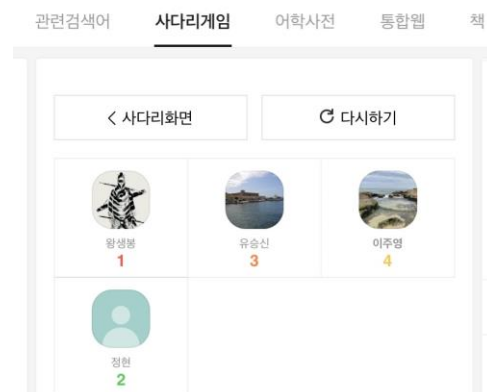 관련검색어 사다리게임 어학사전 통합웹 책
< 사다리화면 다시하기
왕생봉 유승신 이주영
1 3 4
정현
2